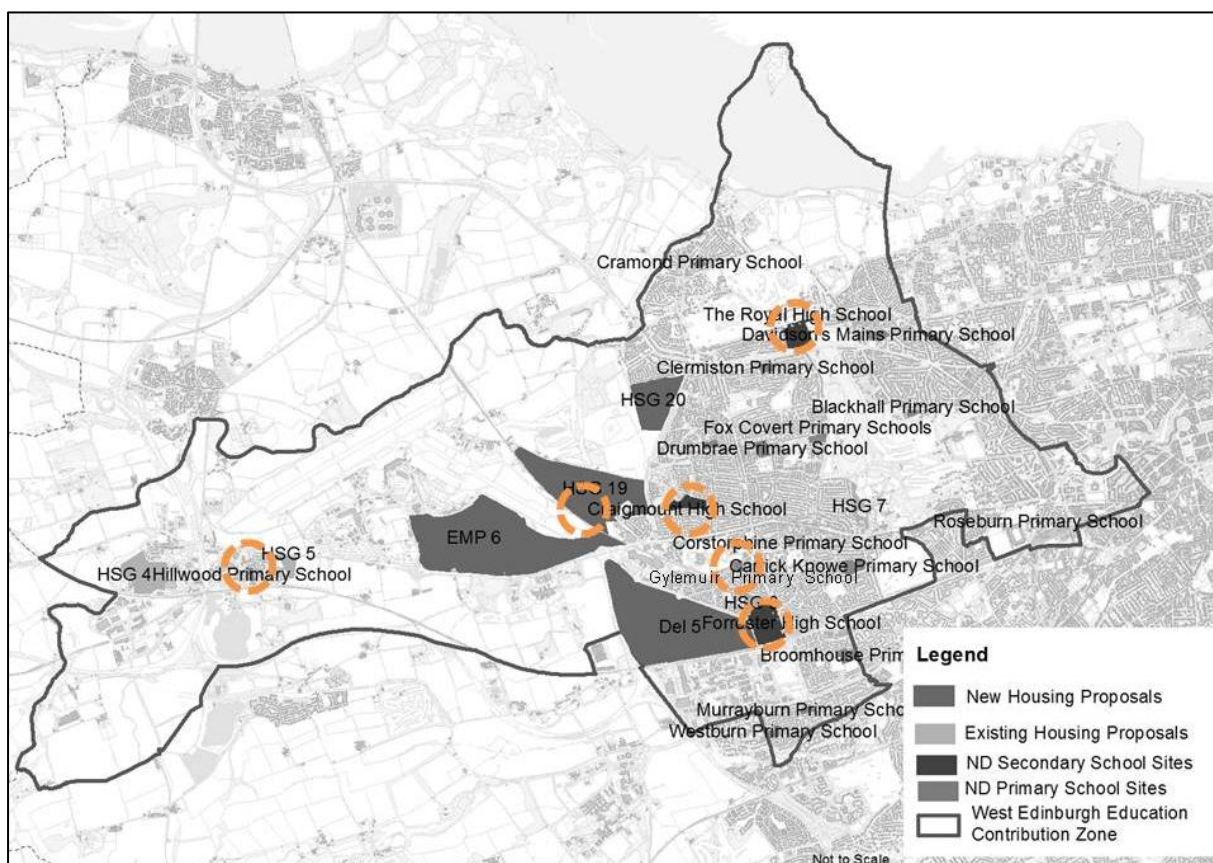 Cramond Primary School
The Royal High School
Davidson's Mains Primary School
Clermiston Primary School
HSG 20
Blackhall Primary School
Fox Covert Primary Schools
Drumbrae Primary School
HSG 19
Craigmount High School
HSG 7
Roseburn Primary School
EMP 6
Corstorphine Primary School
HSG 5
Carrick Knowe Primary School
HSG 4 Hillwood Primary School
Gylemuir Primary School
HSG
Del 5
Forrester High School
Broomhouse Prim
Murrayburn Primary Scho
Westburn Primary School
Legend
New Housing Proposals
Existing Housing Proposals
ND Secondary School Sites
ND Primary School Sites
West Edinburgh Education
Contribution Zone
Not to Scale